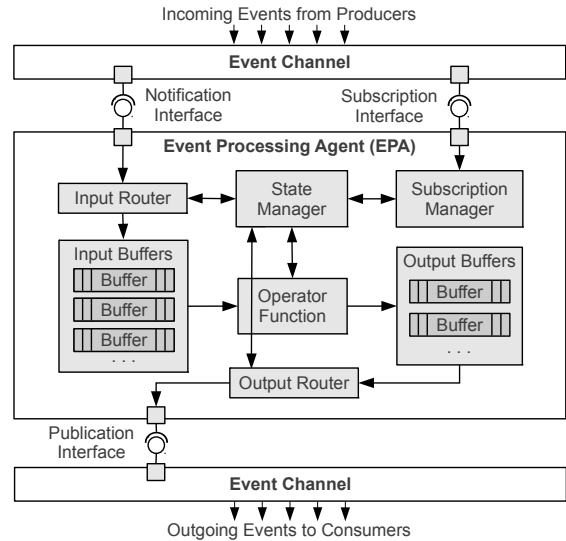 Incoming Events from Producers
Event Channel
Notification
Interface
Subscription
Interface
Event Processing Agent (EPA)
Input Router
State
Manager
Subscription
Manager
Input Buffers
Buffer
Buffer
Buffer
. . .
Operator
Function
Output Buffers
Buffer
Buffer
. . .
Output Router
Publication
Interface
Event Channel
Outgoing Events to Consumers